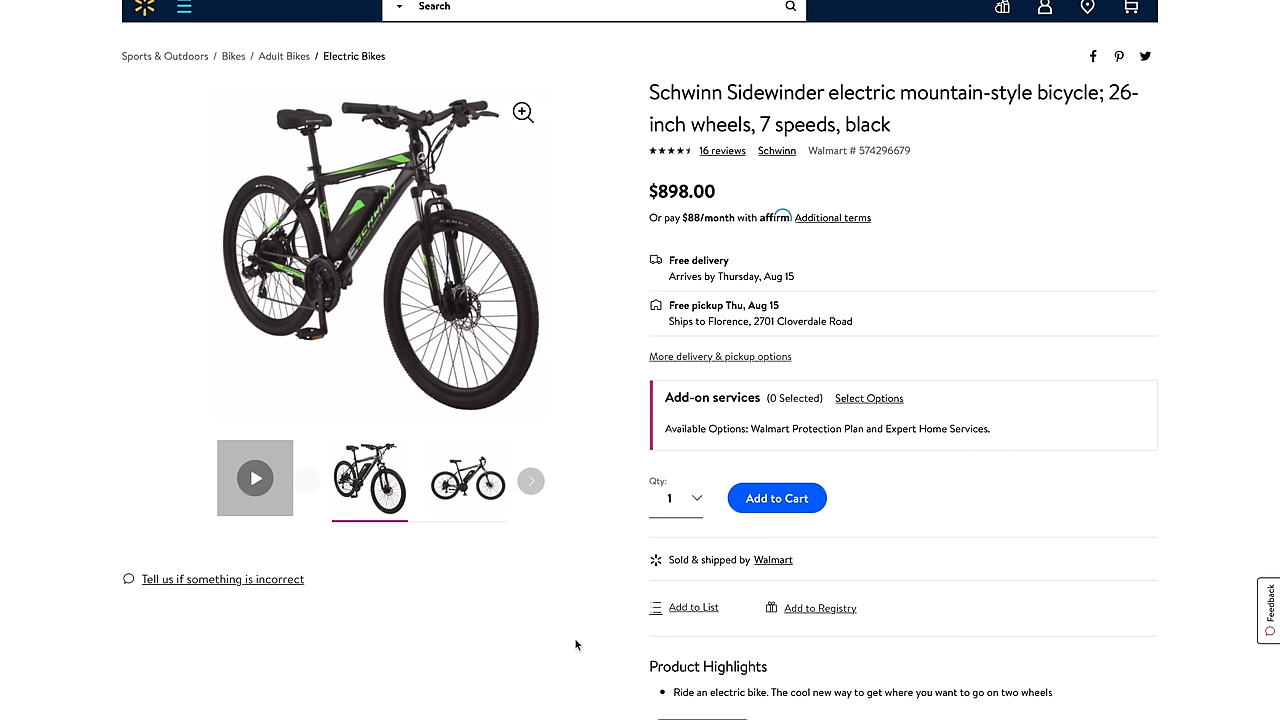 Search
Sports & Outdoors / Bikes / Adult Bikes / Electric Bikes
Schwinn Sidewinder electric mountain-style bicycle; 26-
inch wheels, 7 speeds, black
16 reviews Schwinn Walmart # 574296679
$898.00
Or pay $88/month with affirm Additional terms
Free delivery
Arrives by Thursday, Aug 15
Free pickup Thu, Aug 15
Ships to Florence, 2701 Cloverdale Road
More delivery & pickup options
Add-on services (0 Selected) Select Options
Available Options: Walmart Protection Plan and Expert Home Services.
Qty:
1
Add to Cart
Sold & shipped by Walmart
Add to List Add to Registry
Product Highlights
• Ride an electric bike. The cool new way to get where you want to go on two wheels
SCHWINN
Tell us if something is incorrect
Feedback